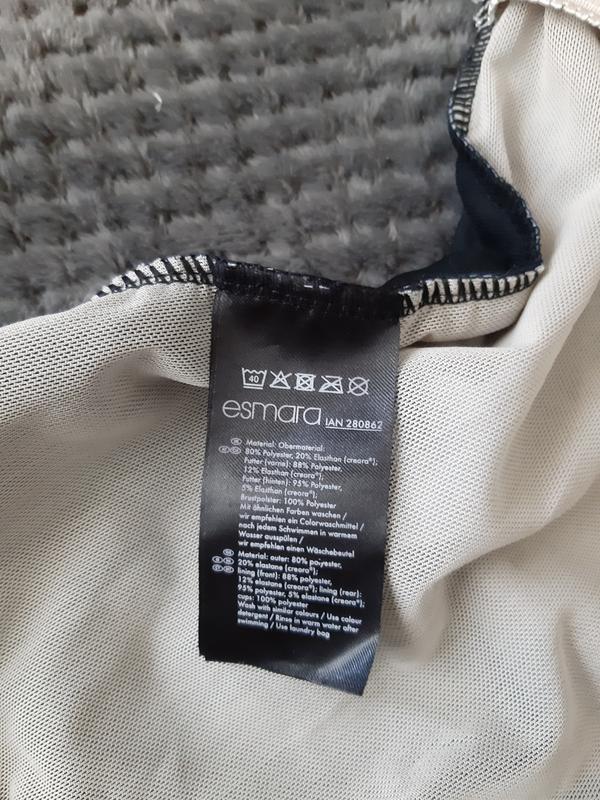 40
esmara IAN 280862
Material: Obermaterial:
80% Polyester, 20% Elasthan (creora®);
Futter (vorne): 88% Polyester,
12% Elasthan (creora®);
Futter (hinten): 95% Polyester,
5% Elasthan (creora®);
Brustpolster: 100% Polyester
Mit ähnlichen Farben waschen /
wir empfehlen ein Colorwaschmittel /
nach jedem Schwimmen in warmem
Wasser ausspülen /
wir empfehlen einen Wäschebeutel
Material: outer: 80% polyester,
20% elastane (creora®);
lining (front): 88% polyester,
12% elastane (creora®); lining (rear):
95% polyester, 5% elastane (creora®);
cups: 100% polyester
Wash with similar colours / Use colour
detergent / Rinse in warm water after
swimming / Use laundry bag